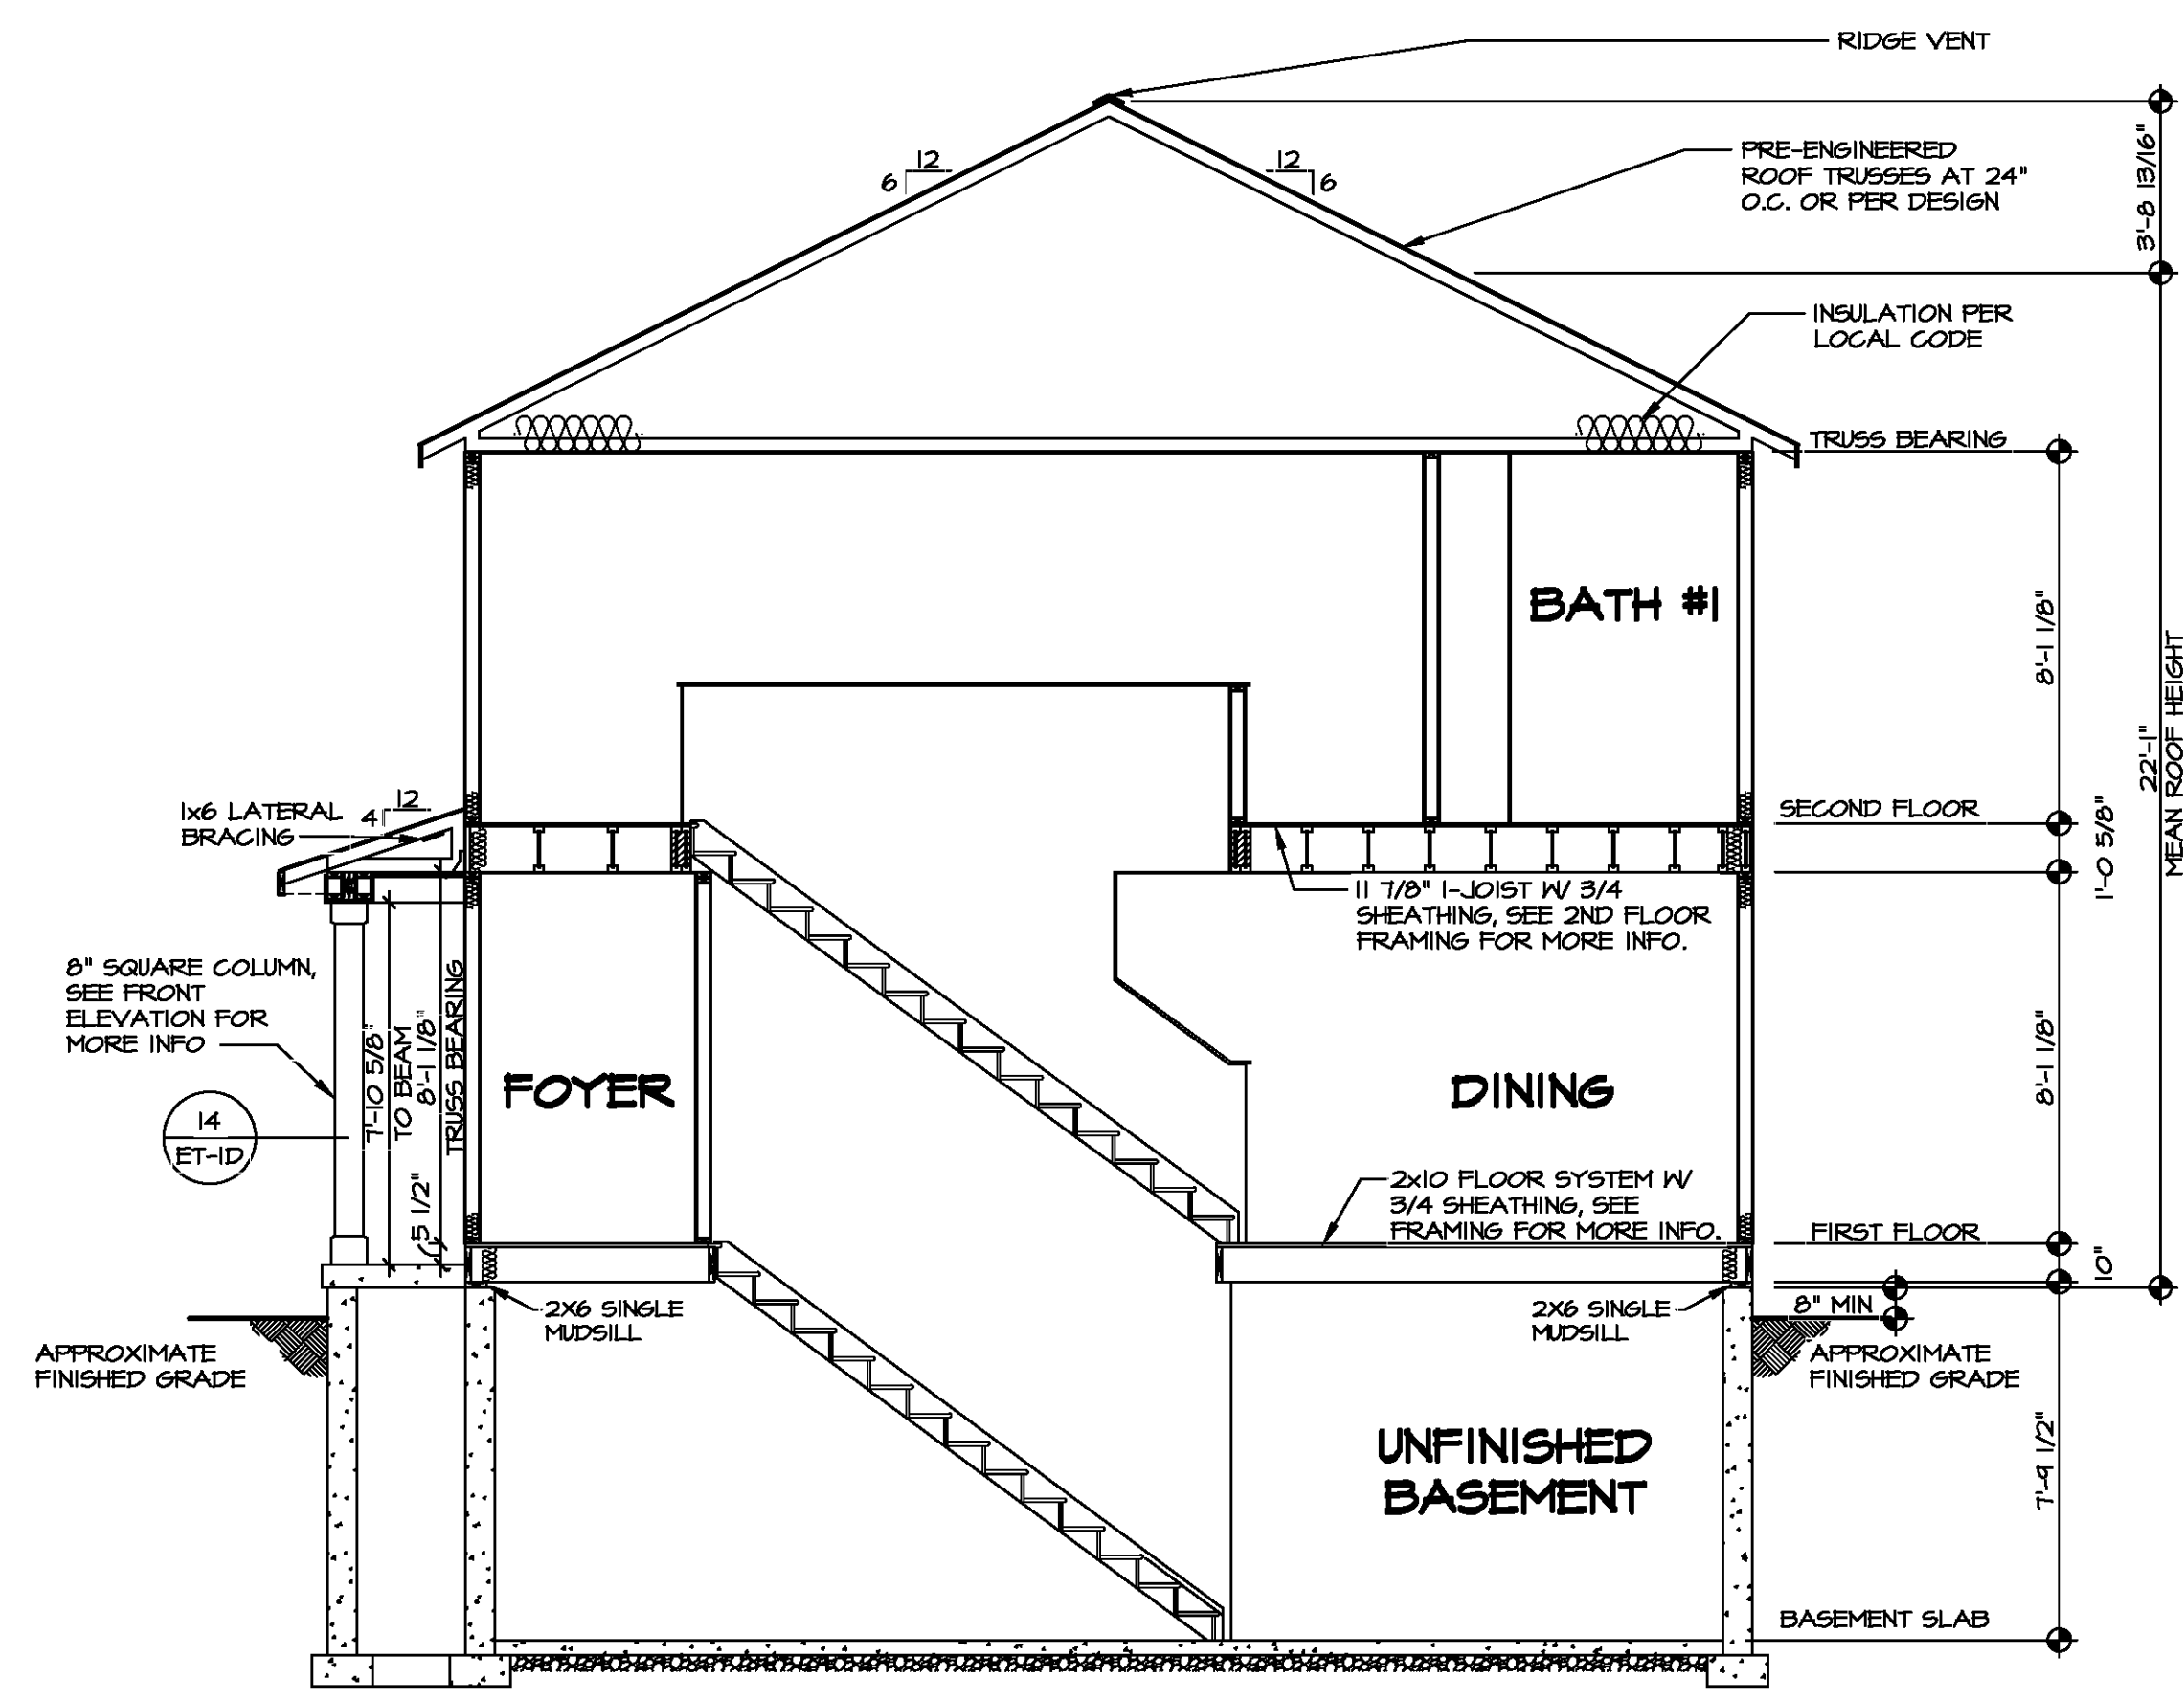 RIDGE VENT
12
6
12
6
PRE-ENGINEERED
ROOF TRUSSES AT 24"
O.C. OR PER DESIGN
3'-8 13/16"
INSULATION PER
LOCAL CODE
TRUSS BEARING
BATH #1
8'-1 1/8"
22'-1"
MEAN ROOF HEIGHT
1x6 LATERAL
BRACING
4
12
SECOND FLOOR
1'-0 5/8"
11 7/8" I-JOIST W/ 3/4
SHEATHING, SEE 2ND FLOOR
FRAMING FOR MORE INFO.
8" SQUARE COLUMN,
SEE FRONT
ELEVATION FOR
MORE INFO
7'-10 5/8"
TO BEAM
8'-1 1/8"
TRUSS BEARING
14
ET-1D
FOYER
DINING
8'-1 1/8"
5 1/2"
2x10 FLOOR SYSTEM W/
3/4 SHEATHING, SEE
FRAMING FOR MORE INFO.
FIRST FLOOR
10"
2X6 SINGLE
MUDSILL
2X6 SINGLE
MUDSILL
8" MIN
APPROXIMATE
FINISHED GRADE
APPROXIMATE
FINISHED GRADE
UNFINISHED
BASEMENT
7'-9 1/2"
BASEMENT SLAB